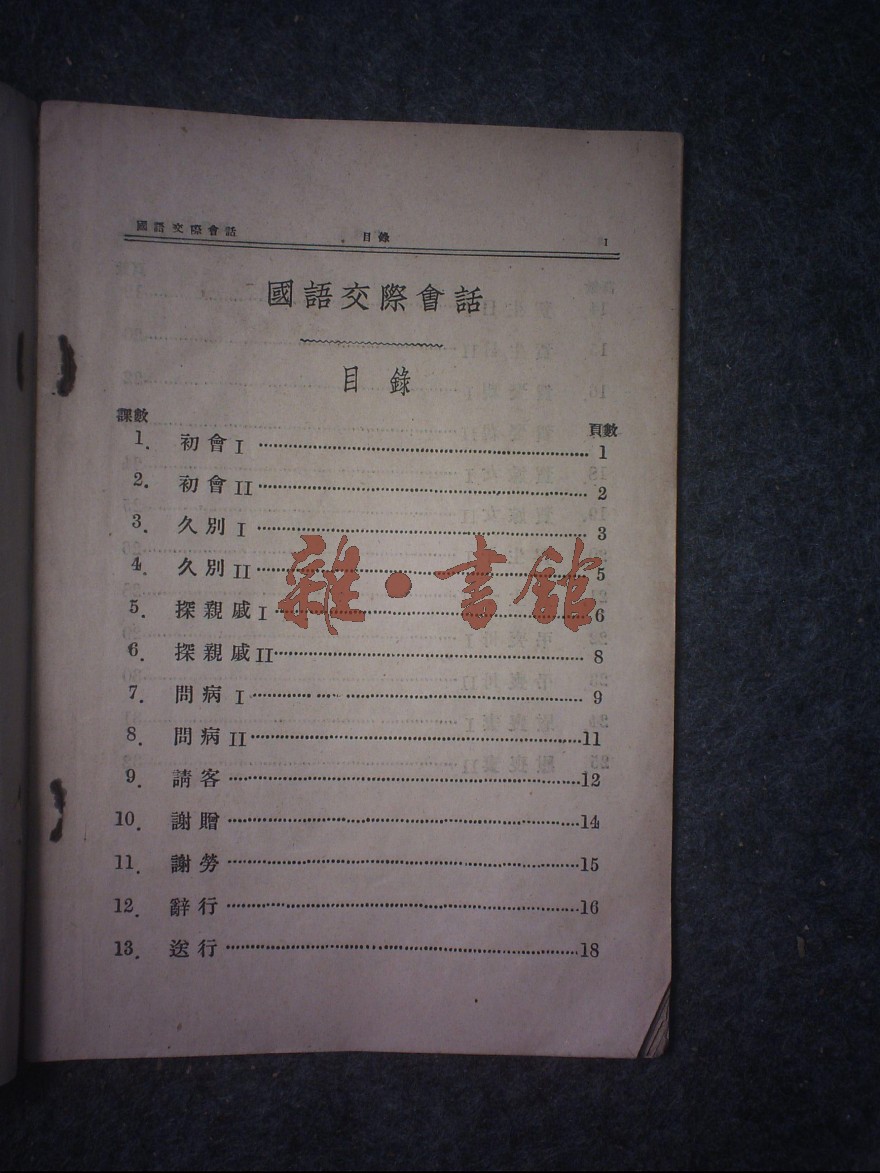 國語交際會話 目錄 1
國語交際會話
目錄
課數 頁數
1. 初會 I 1
2. 初會 II 2
3. 久別 I 3
4. 久別 II 5
5. 探親戚 I 6
6. 探親戚 II 8
7. 問病 I 9
8. 問病 II 11
9. 請客 12
10. 謝贈 14
11. 謝勞 15
12. 辭行 16
13. 送行 18
雜·書館